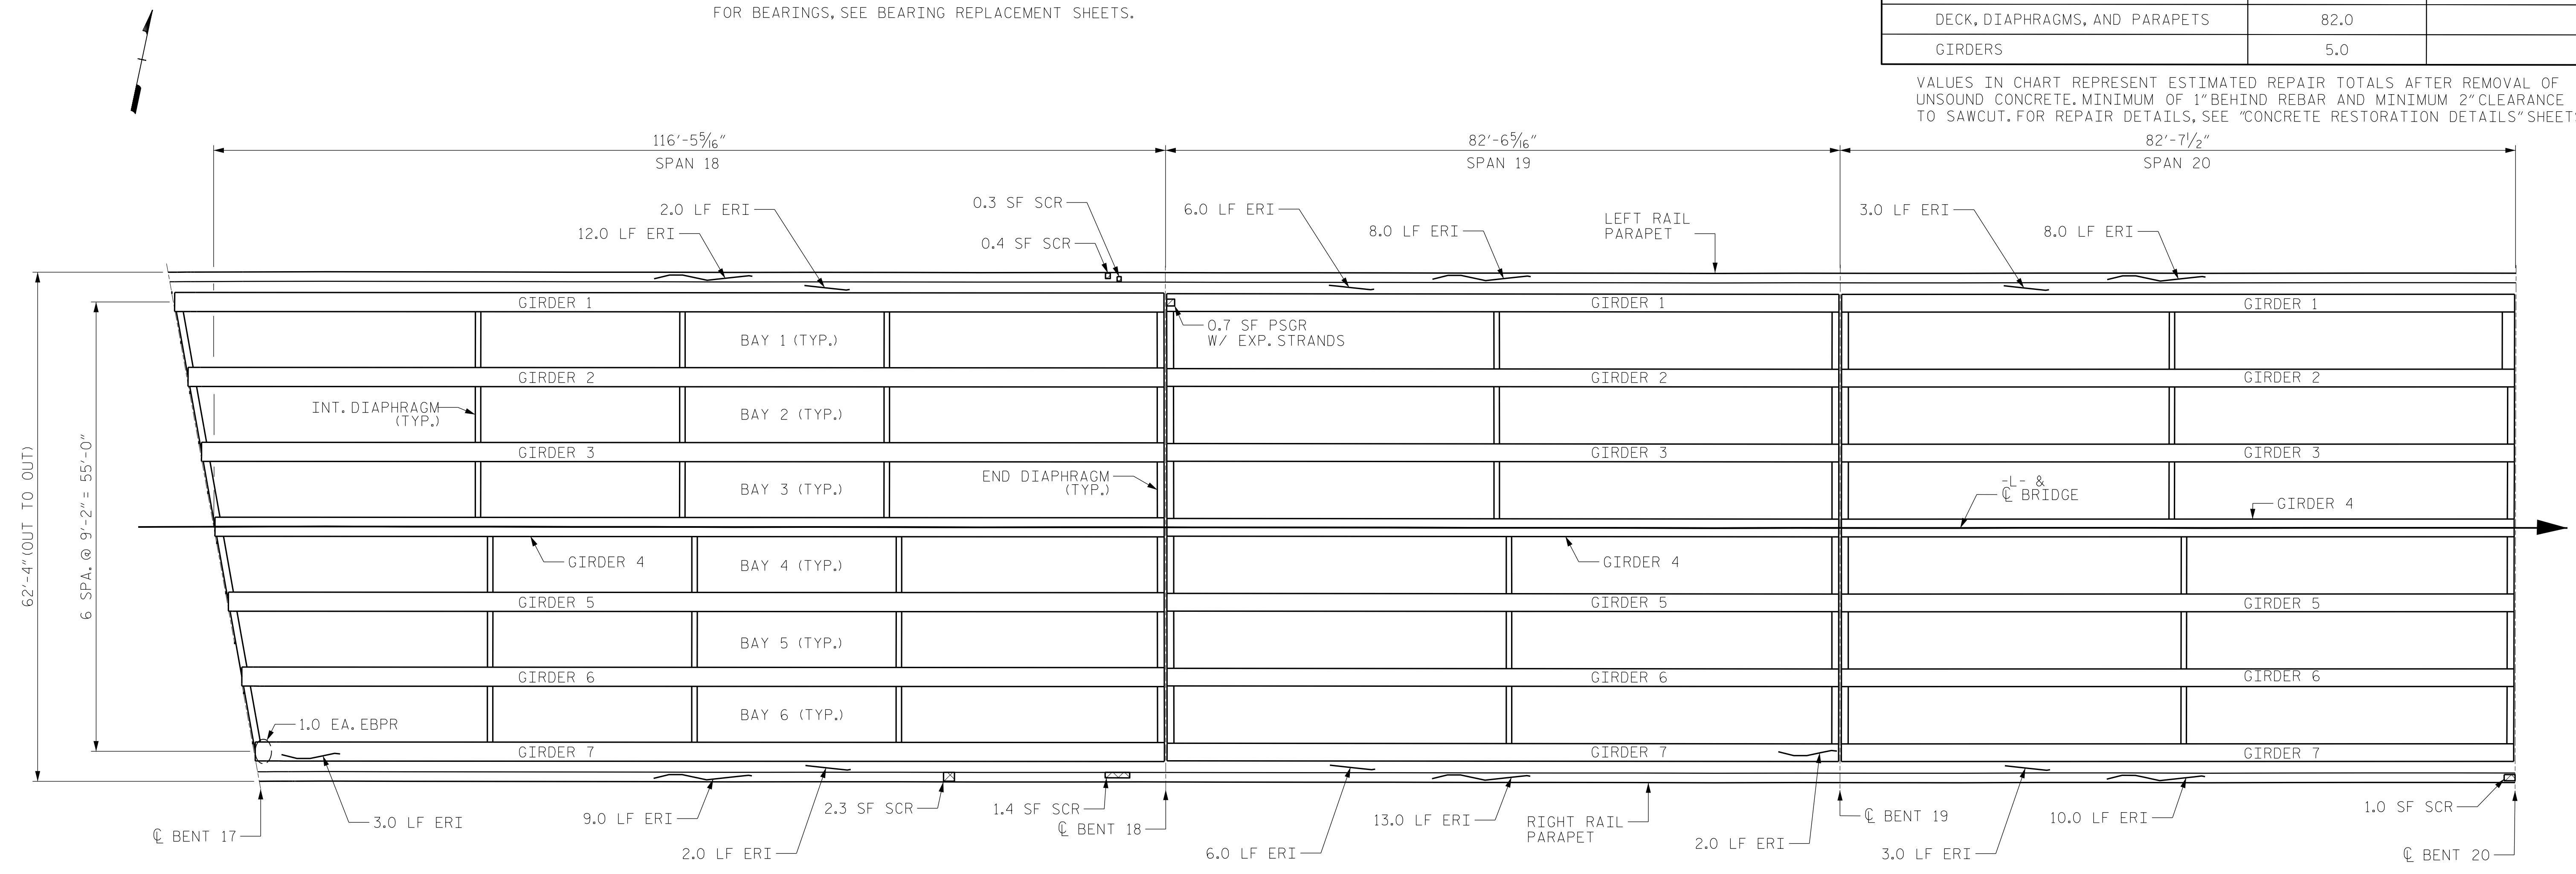 FOR BEARINGS, SEE BEARING REPLACEMENT SHEETS.
DECK, DIAPHRAGMS, AND PARAPETS 82.0
GIRDERS 5.0
VALUES IN CHART REPRESENT ESTIMATED REPAIR TOTALS AFTER REMOVAL OF
UNSOUND CONCRETE. MINIMUM OF 1" BEHIND REBAR AND MINIMUM 2" CLEARANCE
TO SAWCUT. FOR REPAIR DETAILS, SEE "CONCRETE RESTORATION DETAILS" SHEET
116'-5 5/16"
SPAN 18
82'-6 5/16"
SPAN 19
82'-7 1/2"
SPAN 20
2.0 LF ERI
12.0 LF ERI
0.3 SF SCR
0.4 SF SCR
6.0 LF ERI
8.0 LF ERI
LEFT RAIL
PARAPET
3.0 LF ERI
8.0 LF ERI
GIRDER 1
GIRDER 1
GIRDER 1
0.7 SF PSGR
W/ EXP. STRANDS
BAY 1 (TYP.)
GIRDER 2
GIRDER 2
GIRDER 2
INT. DIAPHRAGM
(TYP.)
BAY 2 (TYP.)
GIRDER 3
GIRDER 3
GIRDER 3
END DIAPHRAGM
(TYP.)
BAY 3 (TYP.)
-L- &
℄ BRIDGE
GIRDER 4
62'-4" (OUT TO OUT)
6 SPA. @ 9'-2" = 55'-0"
GIRDER 4
BAY 4 (TYP.)
GIRDER 4
GIRDER 5
GIRDER 5
GIRDER 5
BAY 5 (TYP.)
GIRDER 6
GIRDER 6
GIRDER 6
BAY 6 (TYP.)
1.0 EA. EBPR
GIRDER 7
GIRDER 7
GIRDER 7
℄ BENT 17
3.0 LF ERI
9.0 LF ERI
2.0 LF ERI
2.3 SF SCR
1.4 SF SCR
℄ BENT 18
6.0 LF ERI
13.0 LF ERI
RIGHT RAIL
PARAPET
2.0 LF ERI
℄ BENT 19
3.0 LF ERI
10.0 LF ERI
1.0 SF SCR
℄ BENT 20